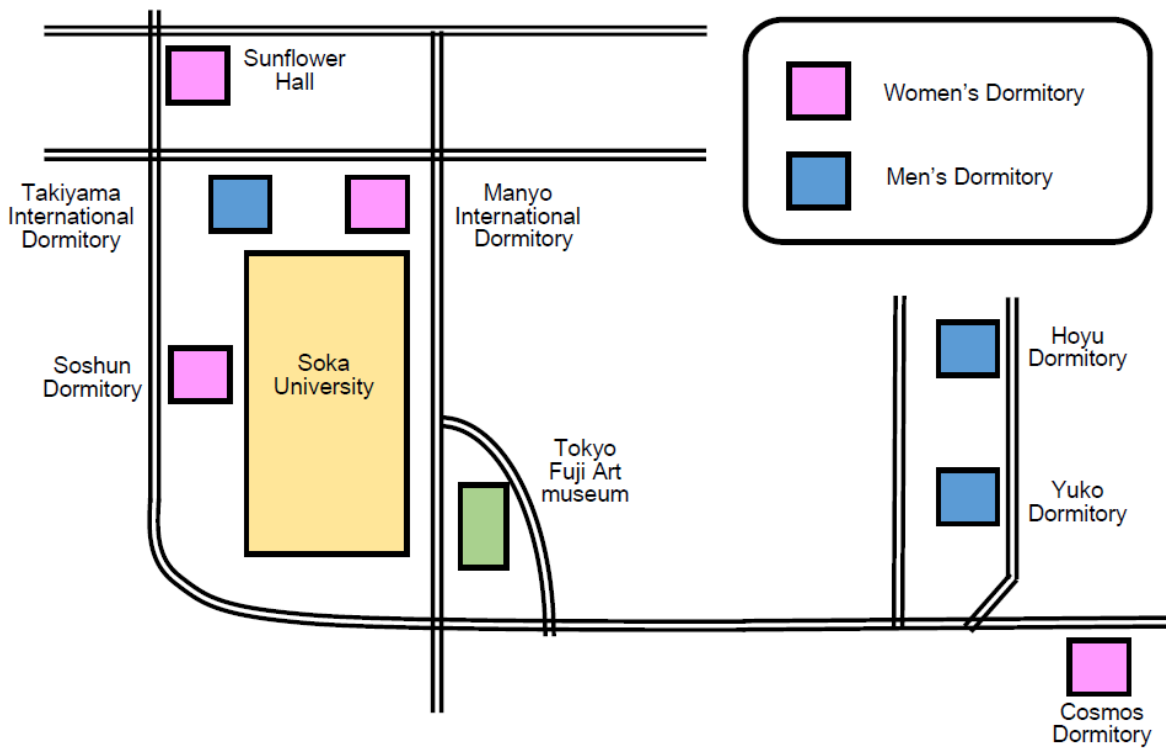 Sunflower
Hall
Women’s Dormitory
Men’s Dormitory
Takiyama
International
Dormitory
Manyo
International
Dormitory
Soshun
Dormitory
Soka
University
Hoyu
Dormitory
Tokyo
Fuji Art
museum
Yuko
Dormitory
Cosmos
Dormitory